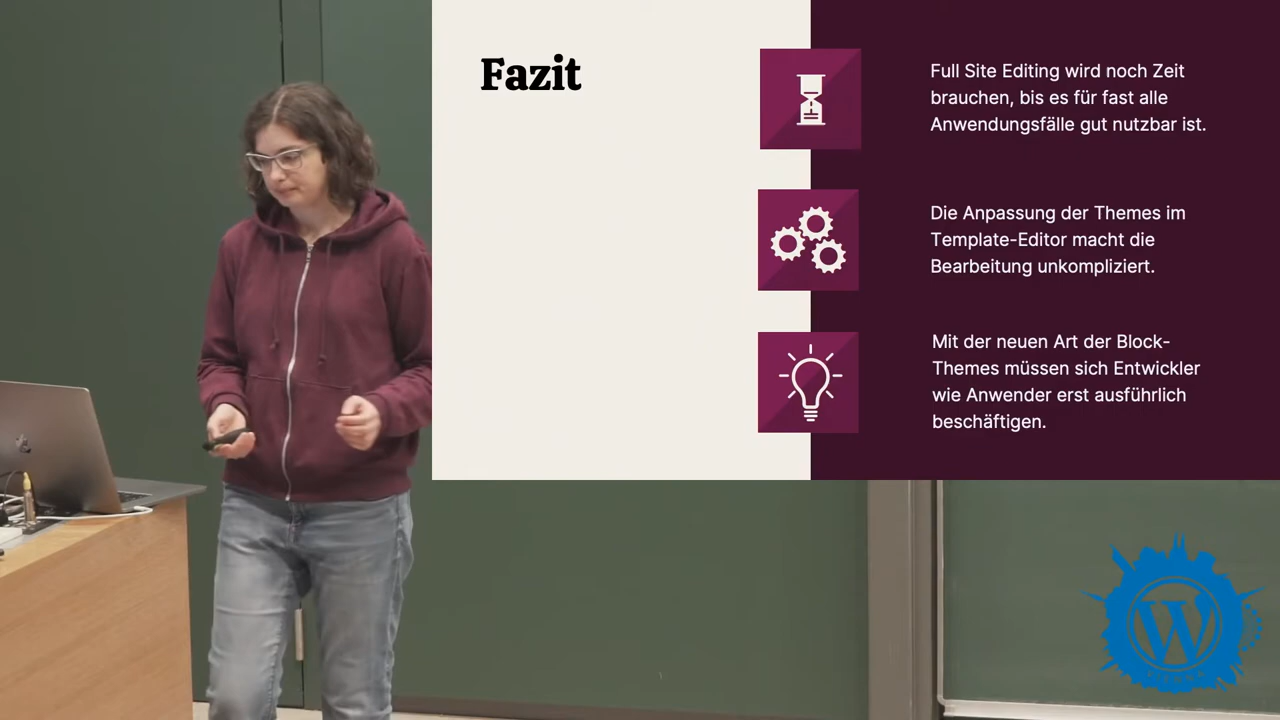 Fazit
Full Site Editing wird noch Zeit
brauchen, bis es für fast alle
Anwendungsfälle gut nutzbar ist.
Die Anpassung der Themes im
Template-Editor macht die
Bearbeitung unkompliziert.
Mit der neuen Art der Block-
Themes müssen sich Entwickler
wie Anwender erst ausführlich
beschäftigen.
W